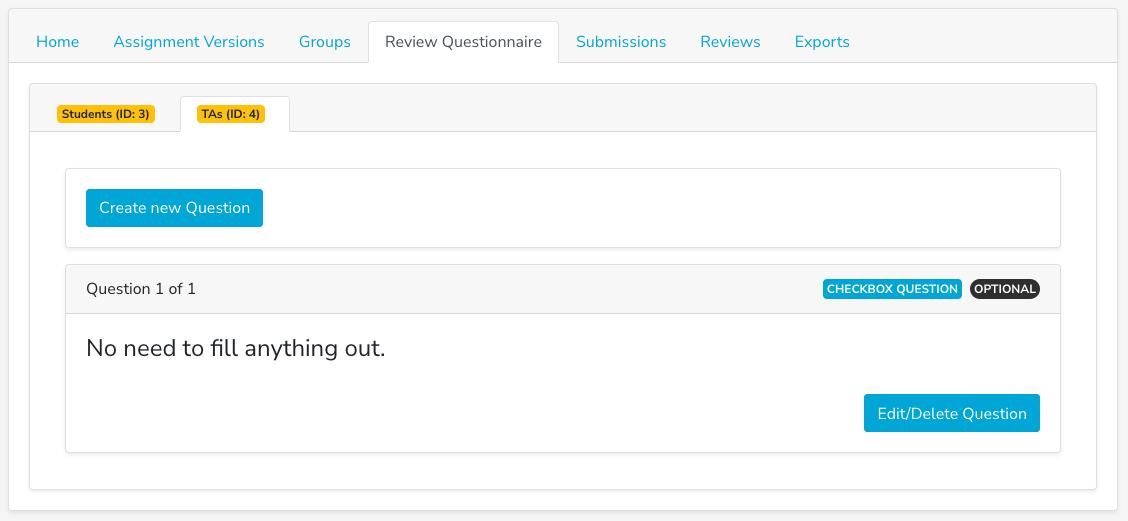 Home Assignment Versions Groups Review Questionnaire Submissions Reviews Exports
Students (ID: 3) TAs (ID: 4)
Create new Question
Question 1 of 1 CHECKBOX QUESTION OPTIONAL
No need to fill anything out.
Edit/Delete Question